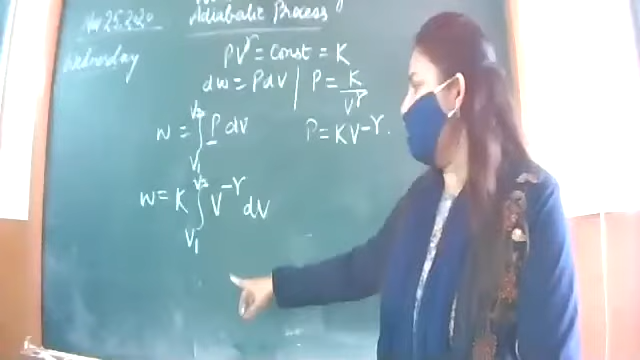 Adiabatic Process
Wednesday
PV^γ = Const = K
dw = PdV | P = K/V^γ
W = ∫_{V1}^{V2} P dV
P = KV^-γ.
W = K ∫_{V1}^{V2} V^-γ dV